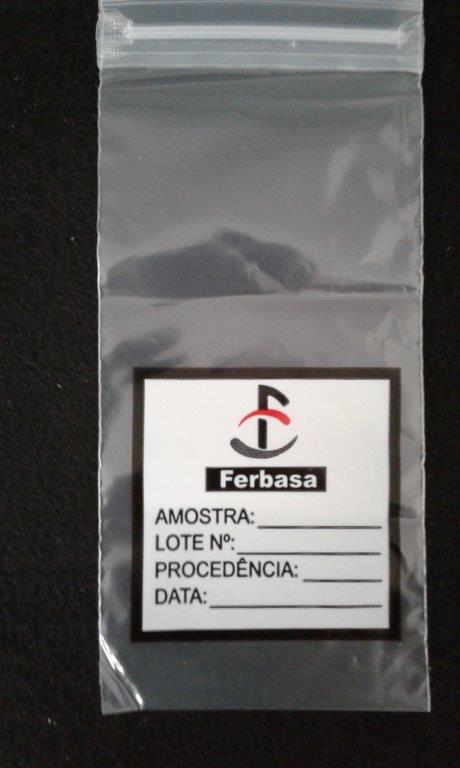 Ferbasa
AMOSTRA:
LOTE Nº:
PROCEDÊNCIA:
DATA: